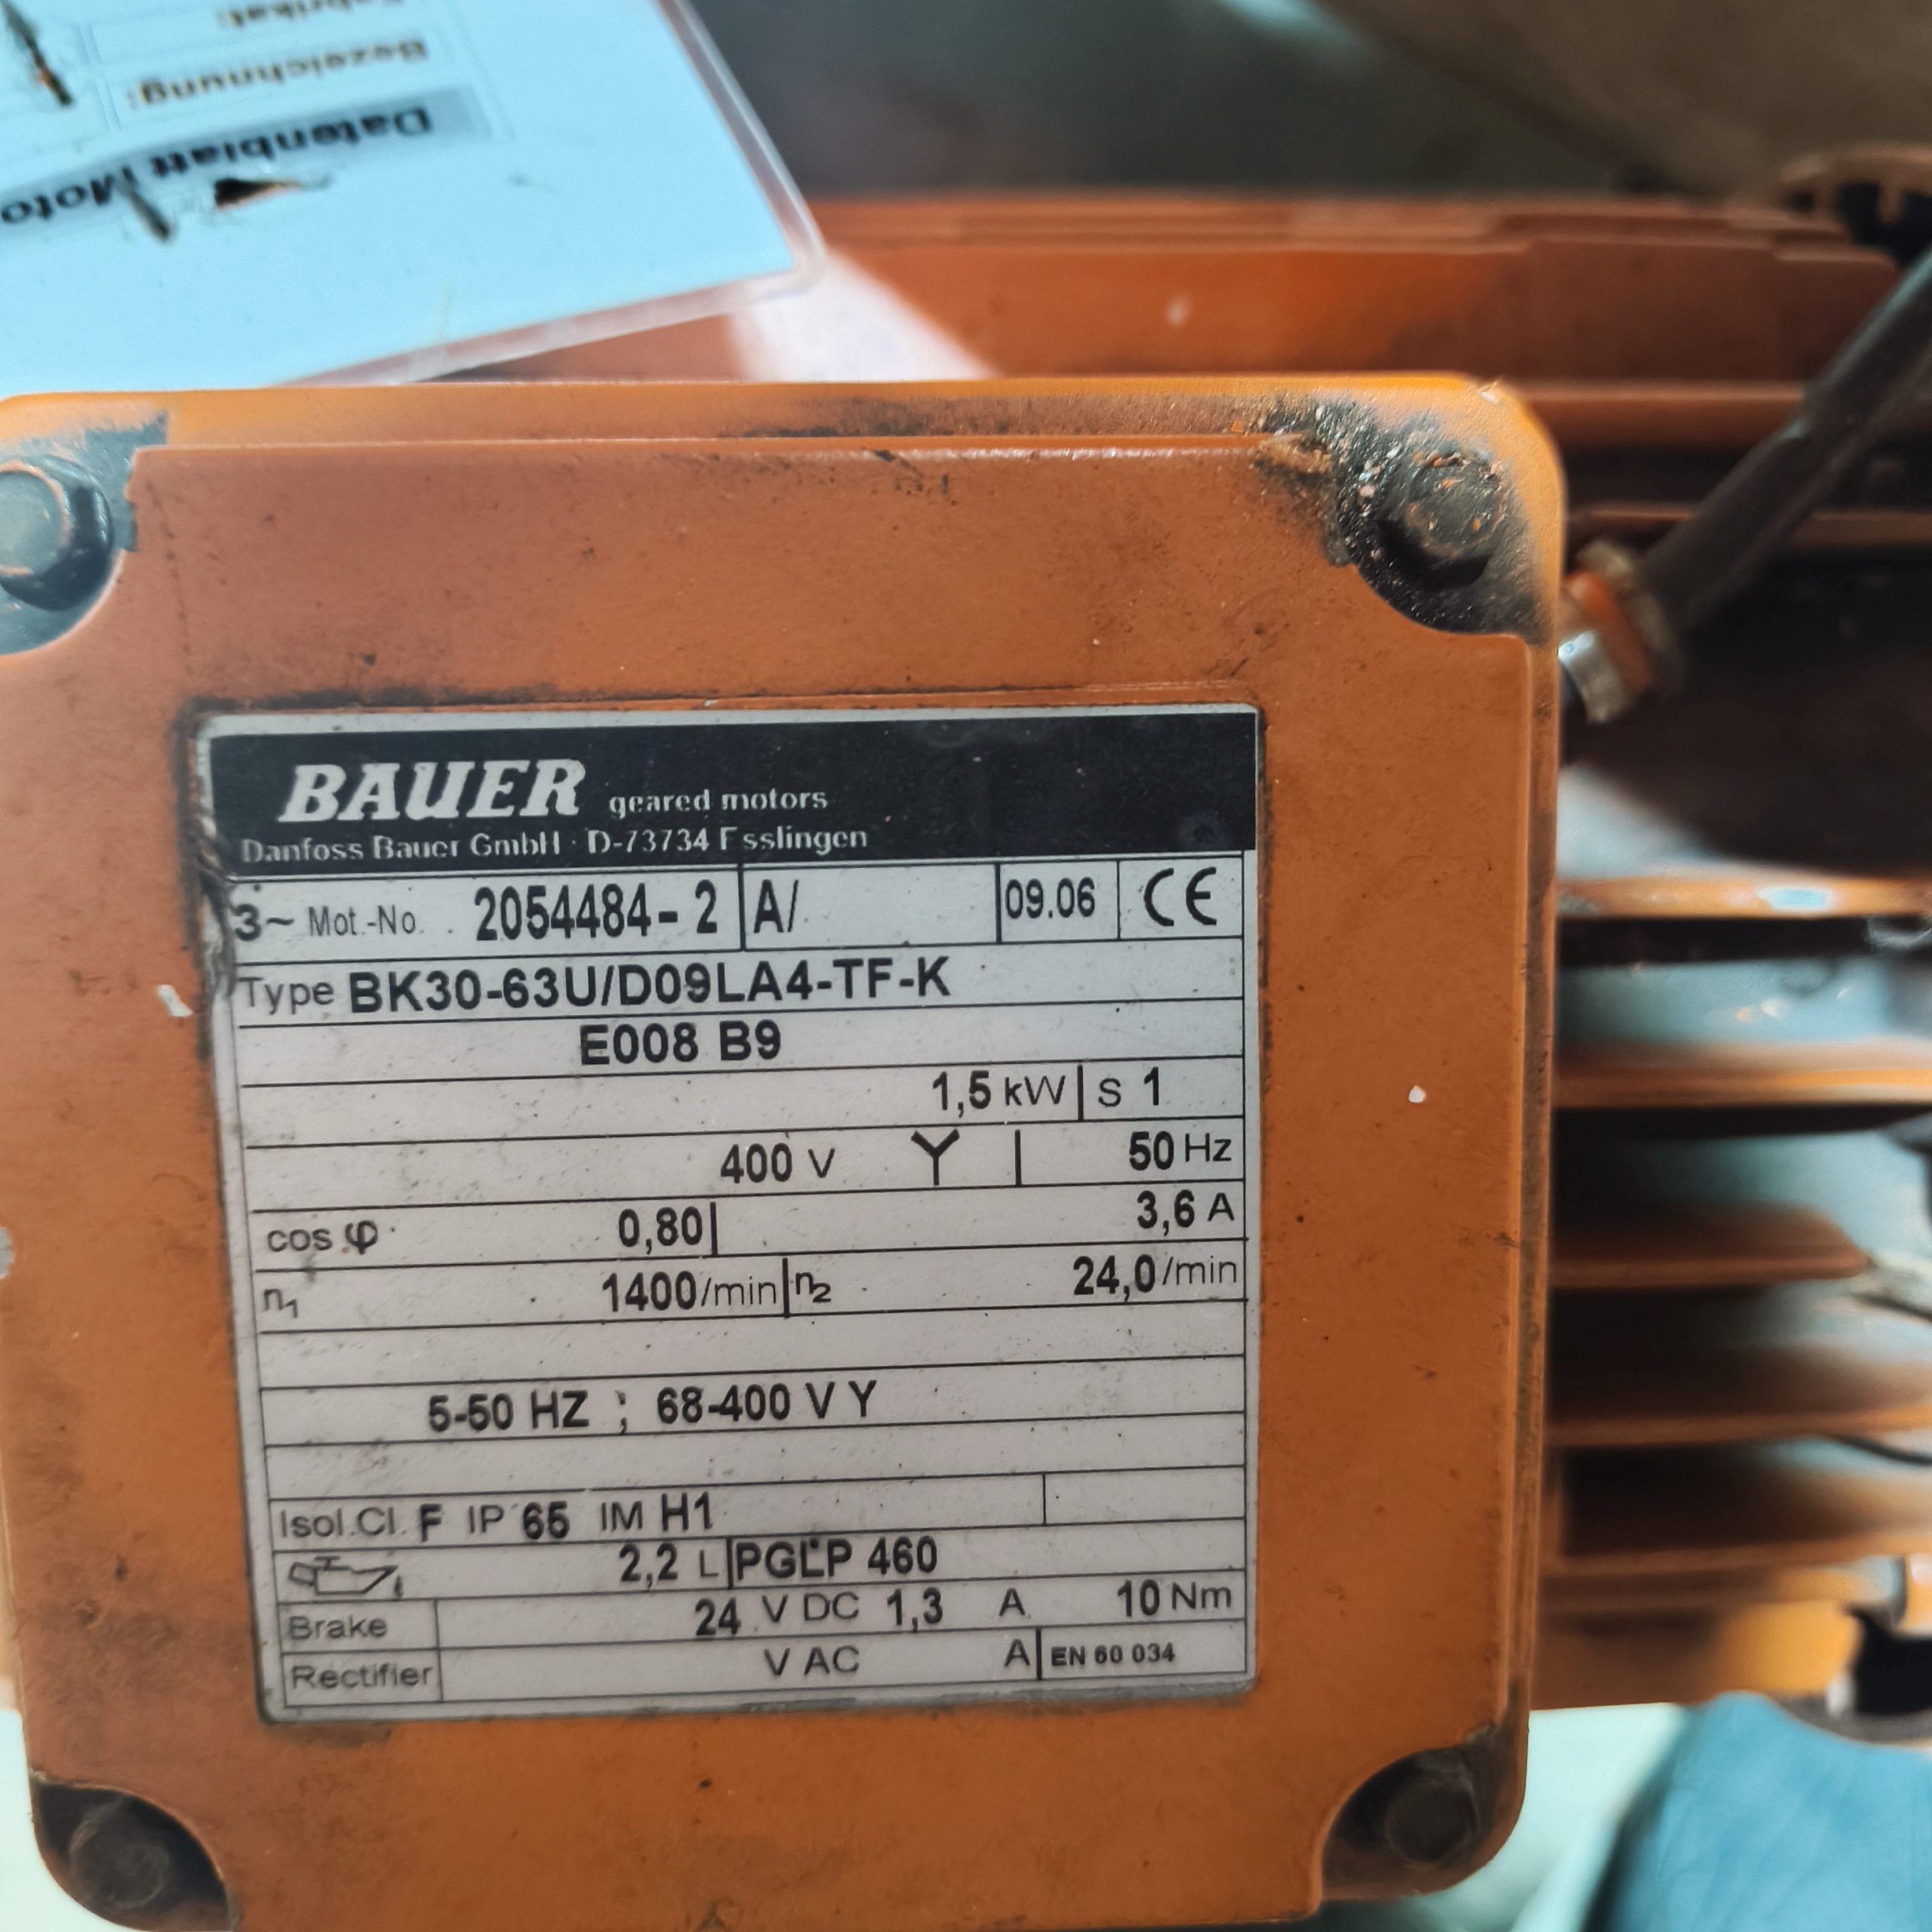 Fabrikat:
Bezeichnung:
Datenblatt Moto
BAUER geared motors
Danfoss Bauer GmbH · D-73734 Esslingen
3~ Mot.-No. 2054484-2 A/ 09.06 CE
Type BK30-63U/D09LA4-TF-K
E008 B9
1,5 kW S 1
400 V Y 50 Hz
cos φ 0,80 3,6 A
n1 1400/min n2 24,0/min
5-50 HZ ; 68-400 V Y
Isol.Cl. F IP 65 IM H1
2,2 L PGLP 460
Brake 24 V DC 1,3 A 10 Nm
Rectifier V AC A EN 60 034